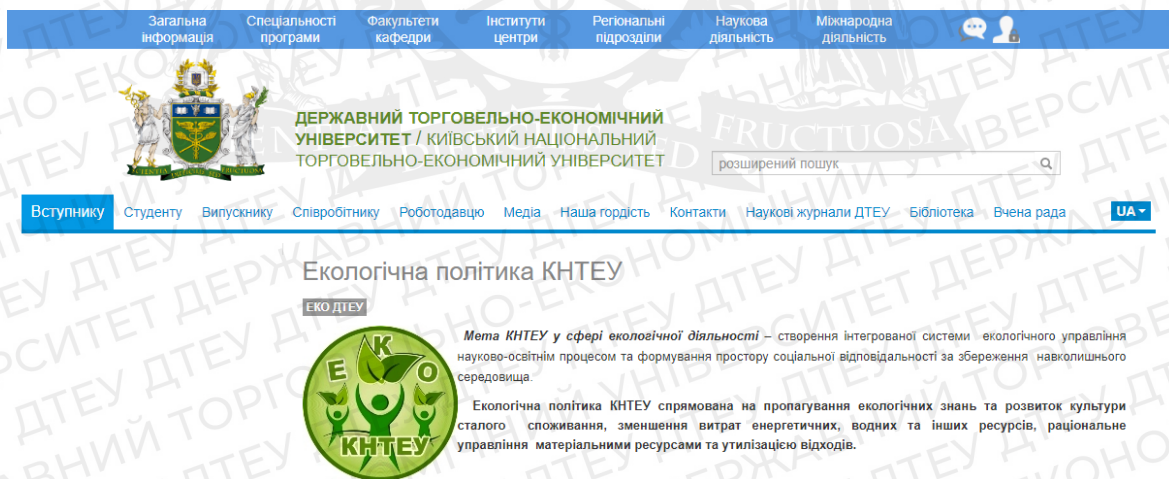 Загальна інформація
Спеціальності програми
Факультети кафедри
Інститути центри
Регіональні підрозділи
Наукова діяльність
Міжнародна діяльність
ДЕРЖАВНИЙ ТОРГОВЕЛЬНО-ЕКОНОМІЧНИЙ
УНІВЕРСИТЕТ / КИЇВСЬКИЙ НАЦІОНАЛЬНИЙ
ТОРГОВЕЛЬНО-ЕКОНОМІЧНИЙ УНІВЕРСИТЕТ
розширений пошук
Вступнику Студенту Випускнику Співробітнику Роботодавцю Медіа Наша гордість Контакти Наукові журнали ДТЕУ Бібліотека Вчена рада UA
Екологічна політика КНТЕУ
ЕКО ДТЕУ
Е К О
КНТЕУ
Мета КНТЕУ у сфері екологічної діяльності – створення інтегрованої системи екологічного управління
науково-освітнім процесом та формування простору соціальної відповідальності за збереження навколишнього
середовища.
Екологічна політика КНТЕУ спрямована на пропагування екологічних знань та розвиток культури
сталого споживання, зменшення витрат енергетичних, водних та інших ресурсів, раціональне
управління матеріальними ресурсами та утилізацією відходів.